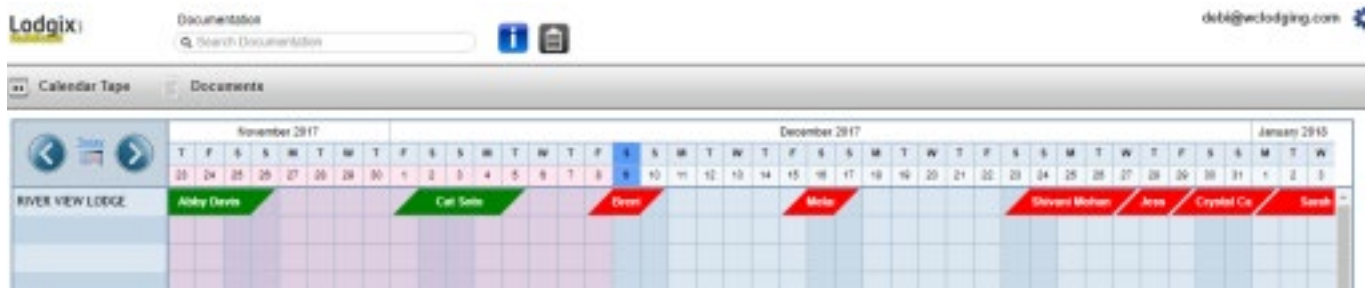 Lodgix
Documentation
Search Documentation
debi@wclodging.com
Calendar Tape Documents
Today
November 2017 December 2017 January 2018
T F S S M T W T F S S M T W T F S S M T W T F S S M T W T F S S M T W T F S S M T W
23 24 25 26 27 28 29 30 1 2 3 4 5 6 7 8 9 10 11 12 13 14 15 16 17 18 19 20 21 22 23 24 25 26 27 28 29 30 31 1 2 3
RIVER VIEW LODGE Abby Davis Cat Soto Shivani Mohan Jess Crystal Ca Sarah